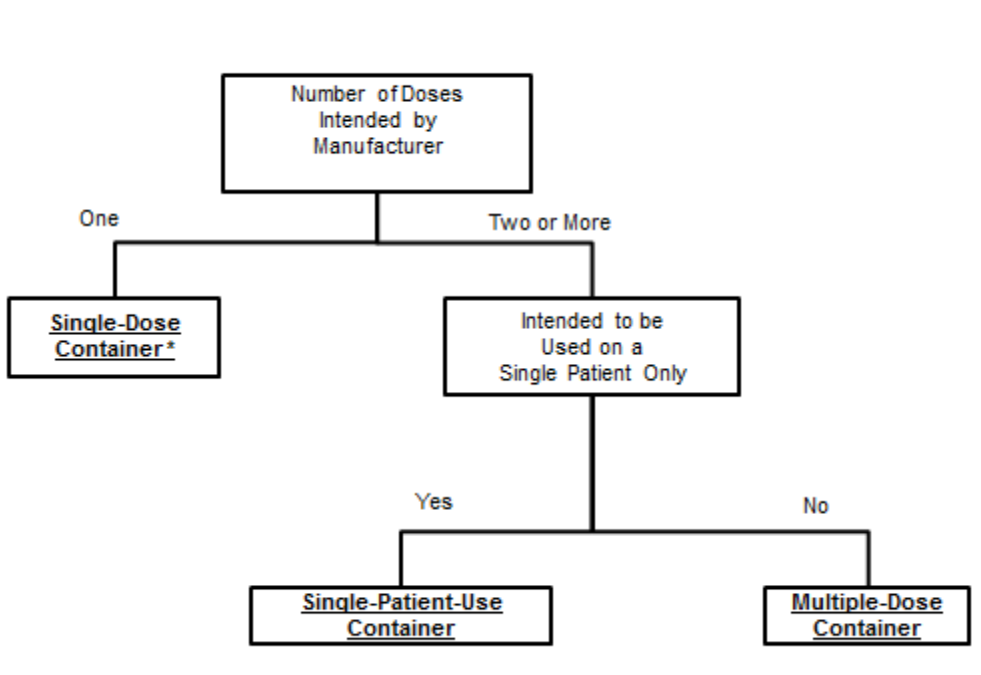 Number of Doses
Intended by
Manufacturer
One
Two or More
Single-Dose
Container*
Intended to be
Used on a
Single Patient Only
Yes
No
Single-Patient-Use
Container
Multiple-Dose
Container